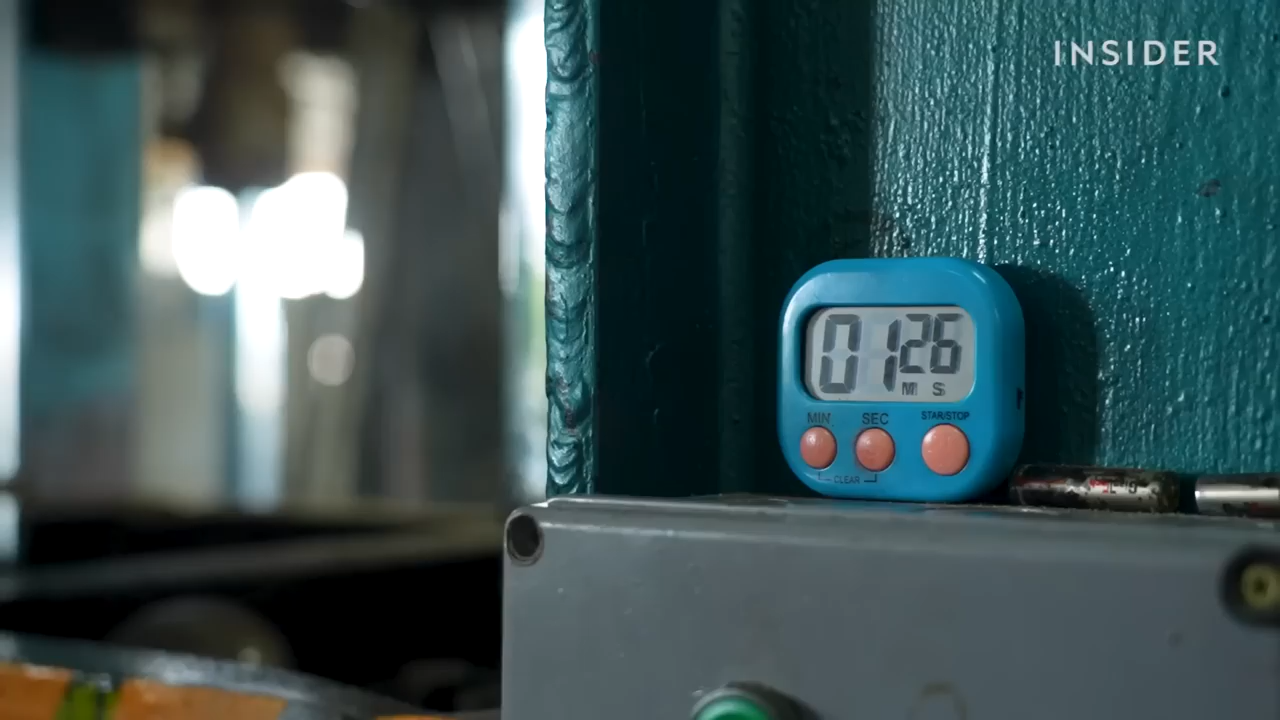 INSIDER
01 26
M S
MIN SEC STAR/STOP
CLEAR